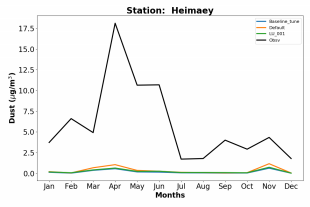 Station: Heimaey
Baseline_tune
Default
LU_001
Obsv
Dust (μg/m³)
17.5
15.0
12.5
10.0
7.5
5.0
2.5
0.0
Jan Feb Mar Apr May Jun Jul Aug Sep Oct Nov Dec
Months